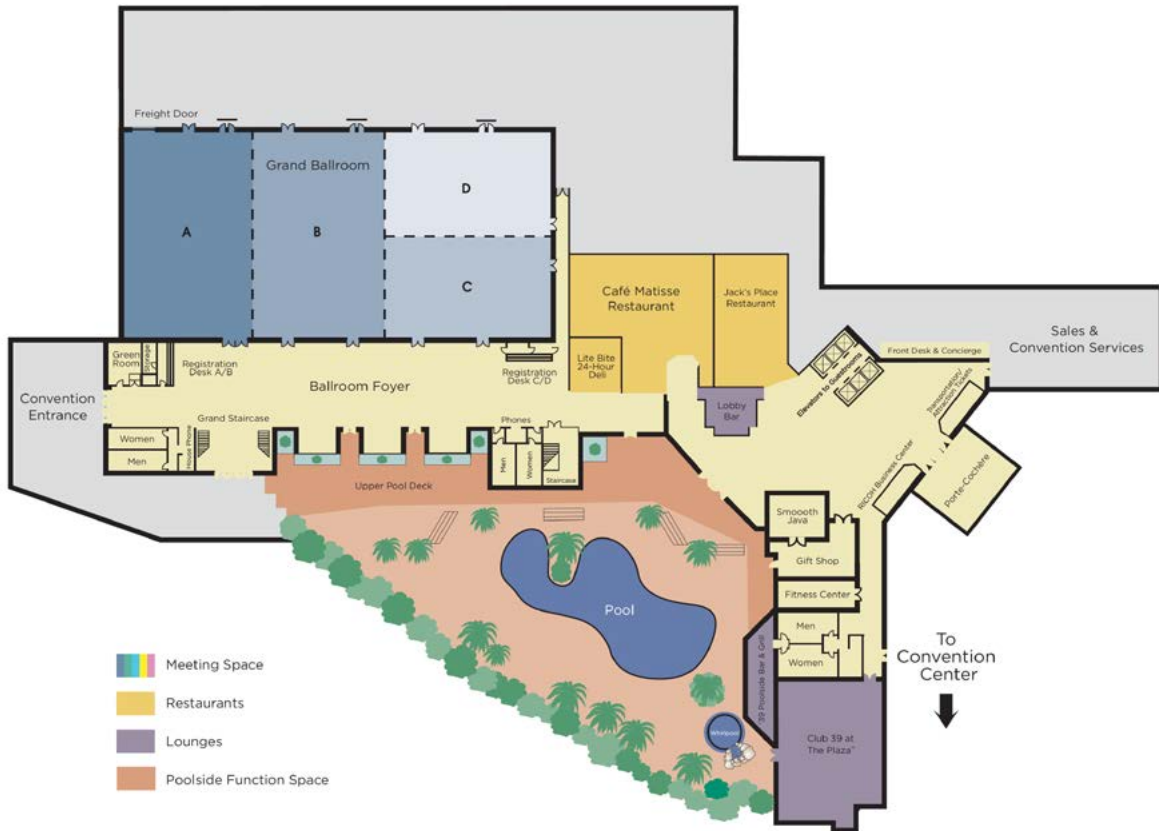 Freight Door
Grand Ballroom
A
B
D
C
Café Matisse
Restaurant
Jack's Place
Restaurant
Lite Bite
24-Hour
Deli
Sales &
Convention Services
Front Desk & Concierge
Elevators to Guestrooms
Transportation/
Attraction Tickets
Lobby
Bar
Green
Room
Storage
Registration
Desk A/B
Ballroom Foyer
Registration
Desk C/D
Convention
Entrance
Grand Staircase
Women
Men
House Phone
Phones
Men
Women
Staircase
Upper Pool Deck
RICOH Business Center
Porte-Cochère
Smoooth
Java
Gift Shop
Fitness Center
Pool
Men
Women
'39 Poolside Bar & Grill
Whirlpool
Club 39 at
The Plaza"
To
Convention
Center
Meeting Space
Restaurants
Lounges
Poolside Function Space